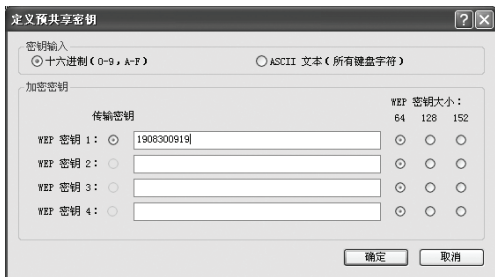 定义预共享密钥
密钥输入
十六进制(0-9,A-F) ASCII 文本(所有键盘字符)
加密密钥
WEP 密钥大小:
传输密钥 64 128 152
WEP 密钥 1: 1908300919
WEP 密钥 2:
WEP 密钥 3:
WEP 密钥 4:
确定 取消